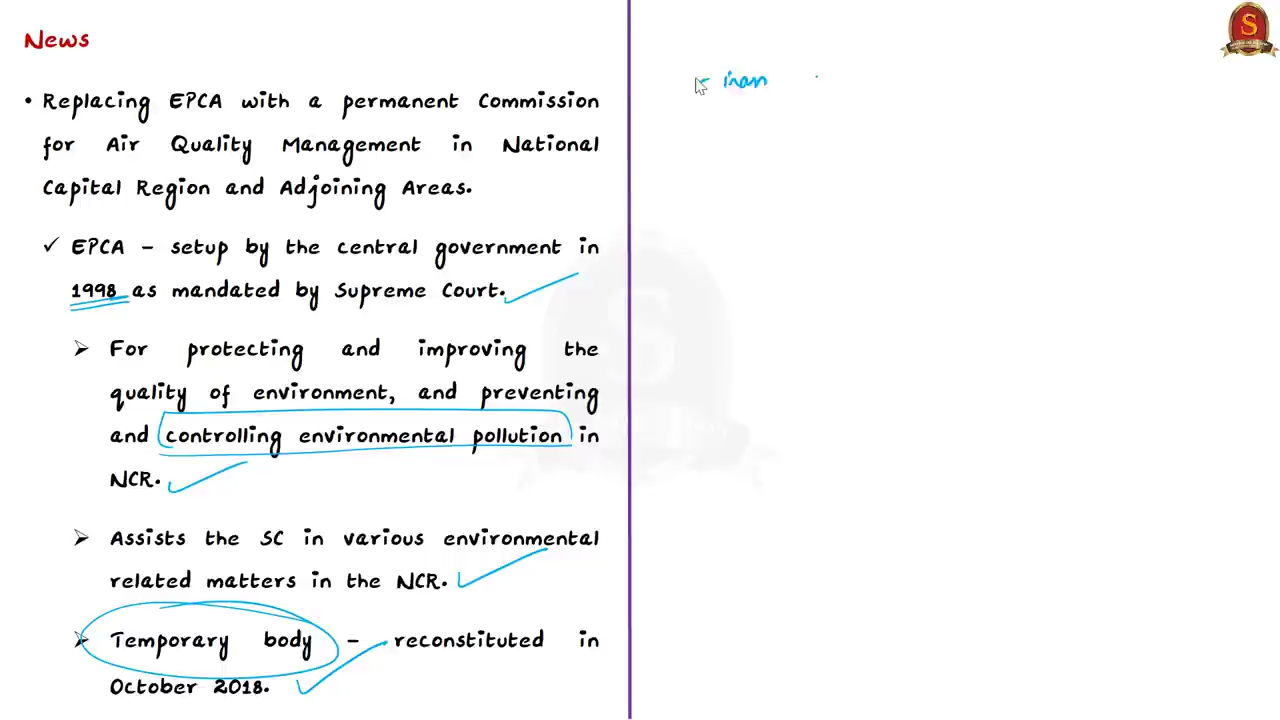 News
• Replacing EPCA with a permanent Commission
for Air Quality Management in National
Capital Region and Adjoining Areas.
✓ EPCA – setup by the central government in
1998 as mandated by Supreme Court.
➢ For protecting and improving the
quality of environment, and preventing
and controlling environmental pollution in
NCR.
➢ Assists the SC in various environmental
related matters in the NCR.
➢ Temporary body – reconstituted in
October 2018.
S
S